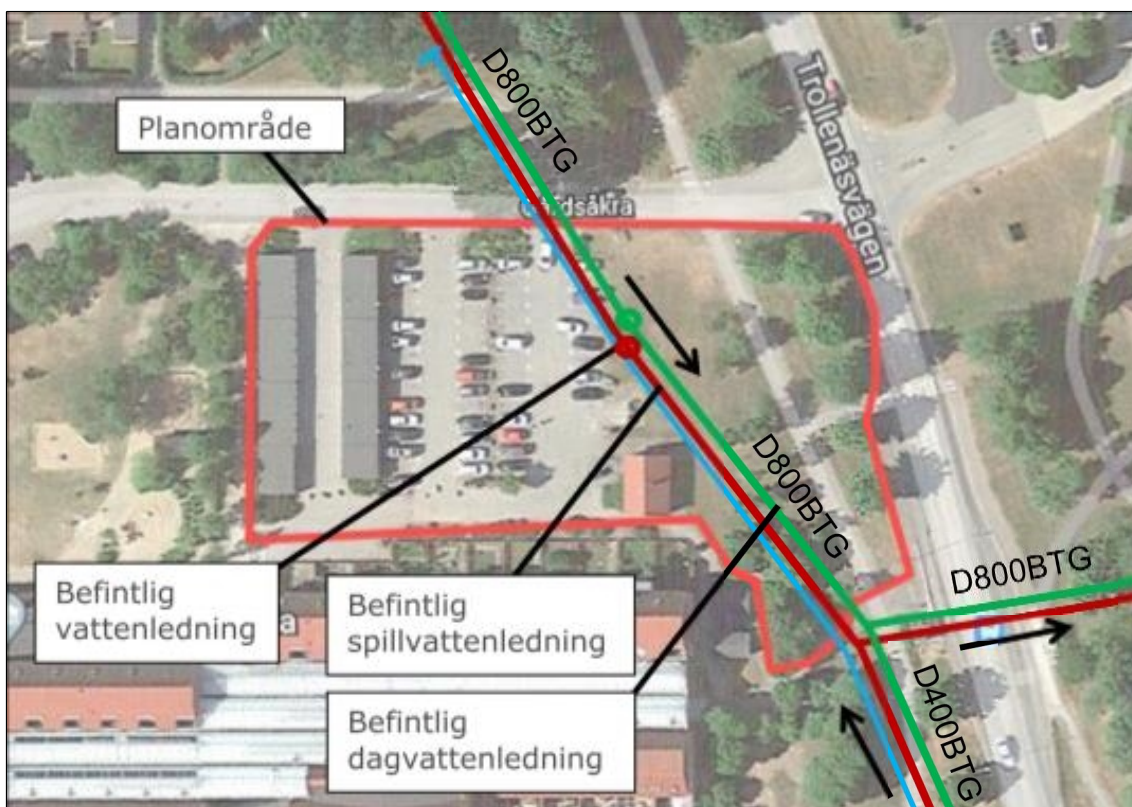 D800BTG
Trollenäsvägen
Planområde
D800BTG
D800BTG
Befintlig
vattenledning
a
Befintlig
spillvattenledning
Befintlig
dagvattenledning
D400BTG